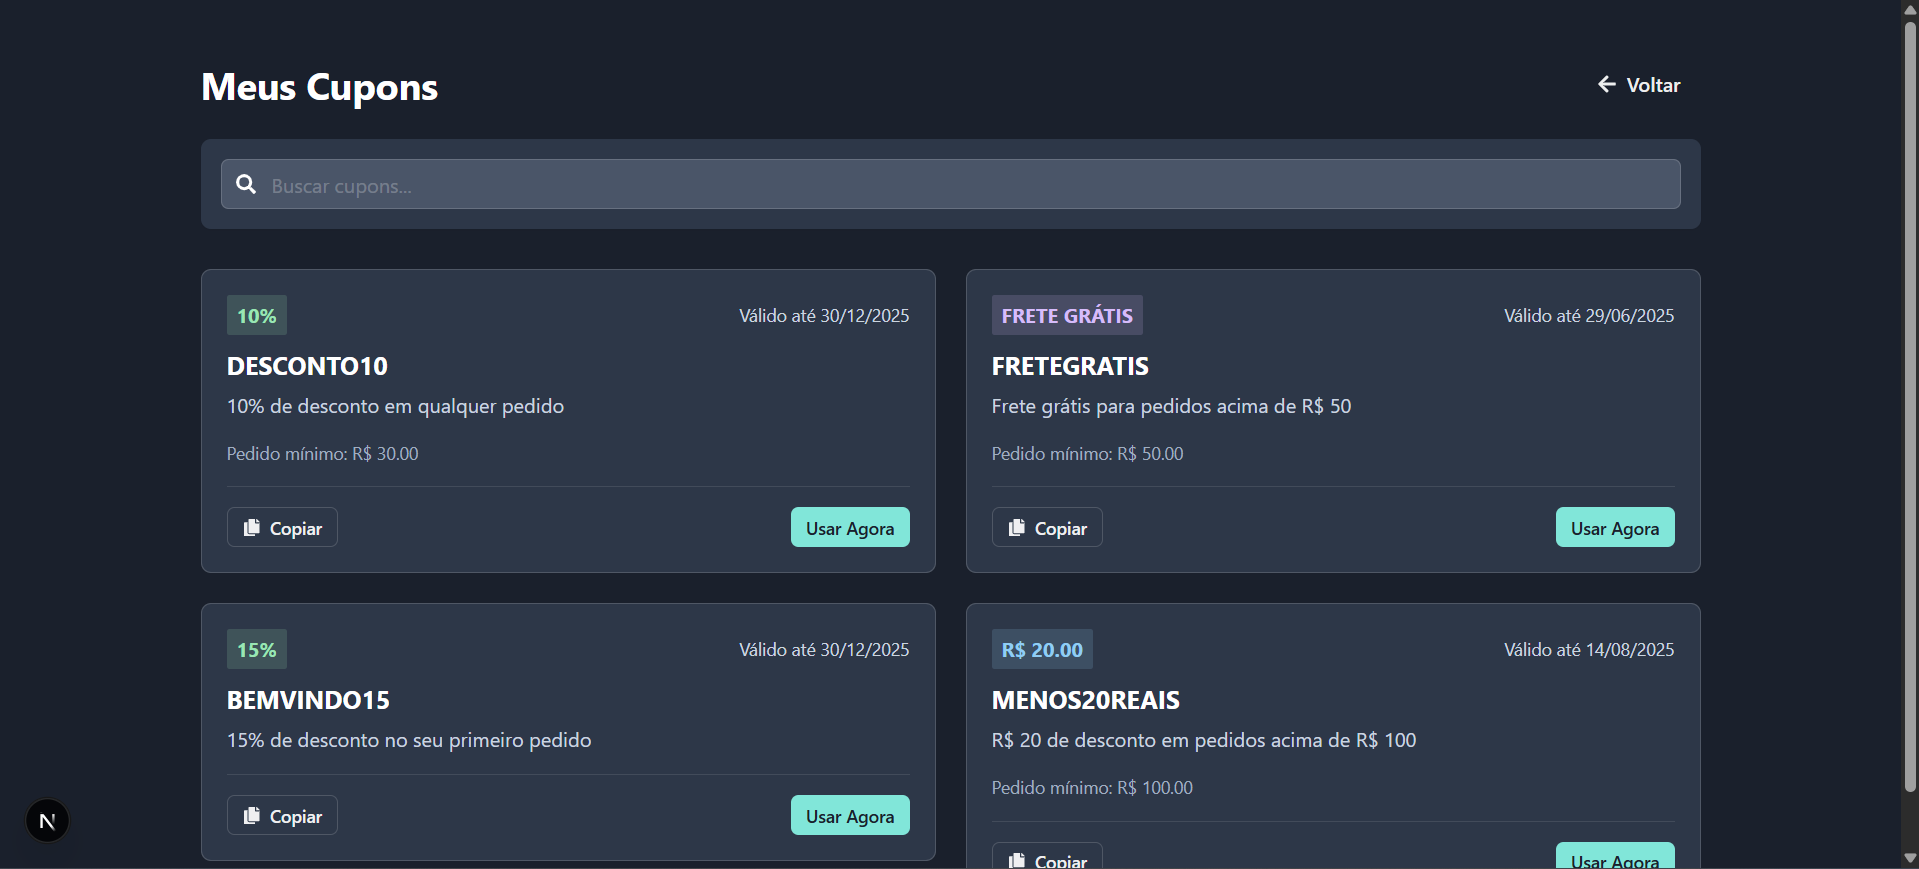 Meus Cupons
Voltar
Buscar cupons...
10%
Válido até 30/12/2025
DESCONTO10
10% de desconto em qualquer pedido
Pedido mínimo: R$ 30.00
Copiar
Usar Agora
FRETE GRÁTIS
Válido até 29/06/2025
FRETEGRATIS
Frete grátis para pedidos acima de R$ 50
Pedido mínimo: R$ 50.00
Copiar
Usar Agora
15%
Válido até 30/12/2025
BEMVINDO15
15% de desconto no seu primeiro pedido
Copiar
Usar Agora
R$ 20.00
Válido até 14/08/2025
MENOS20REAIS
R$ 20 de desconto em pedidos acima de R$ 100
Pedido mínimo: R$ 100.00
Copiar
Usar Agora
N